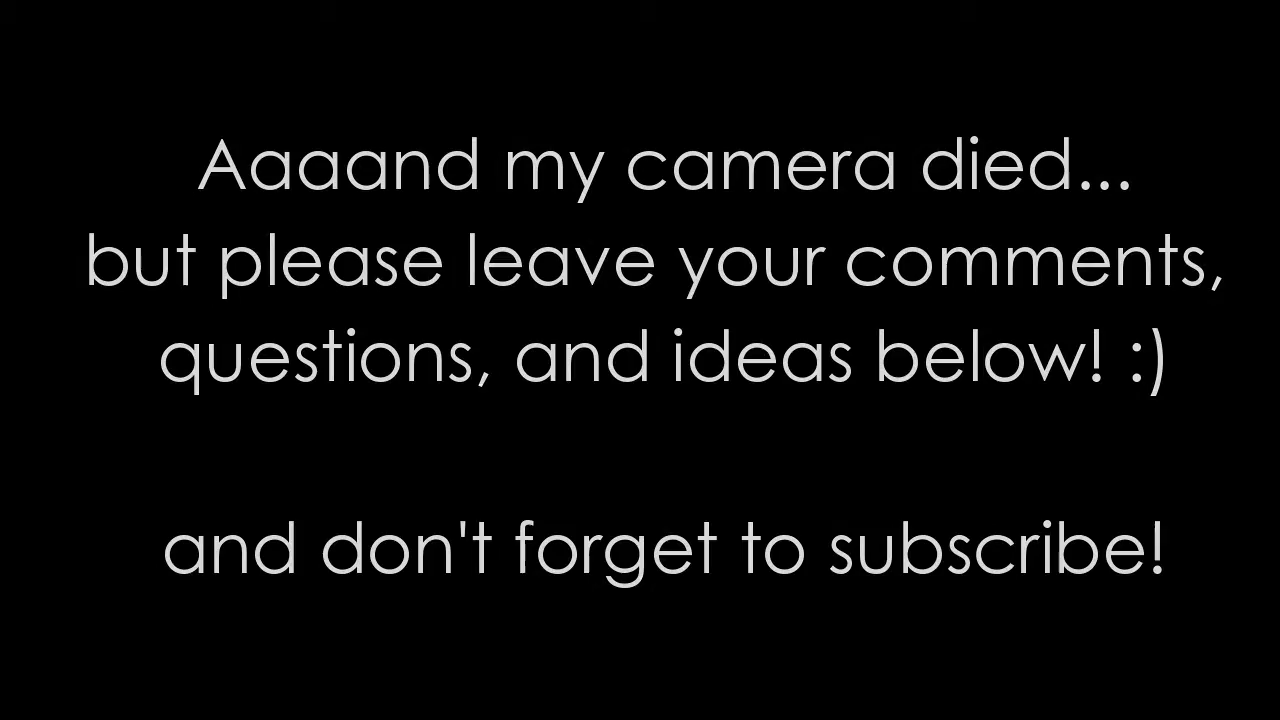 Aaaand my camera died...
but please leave your comments,
questions, and ideas below! :)
and don't forget to subscribe!